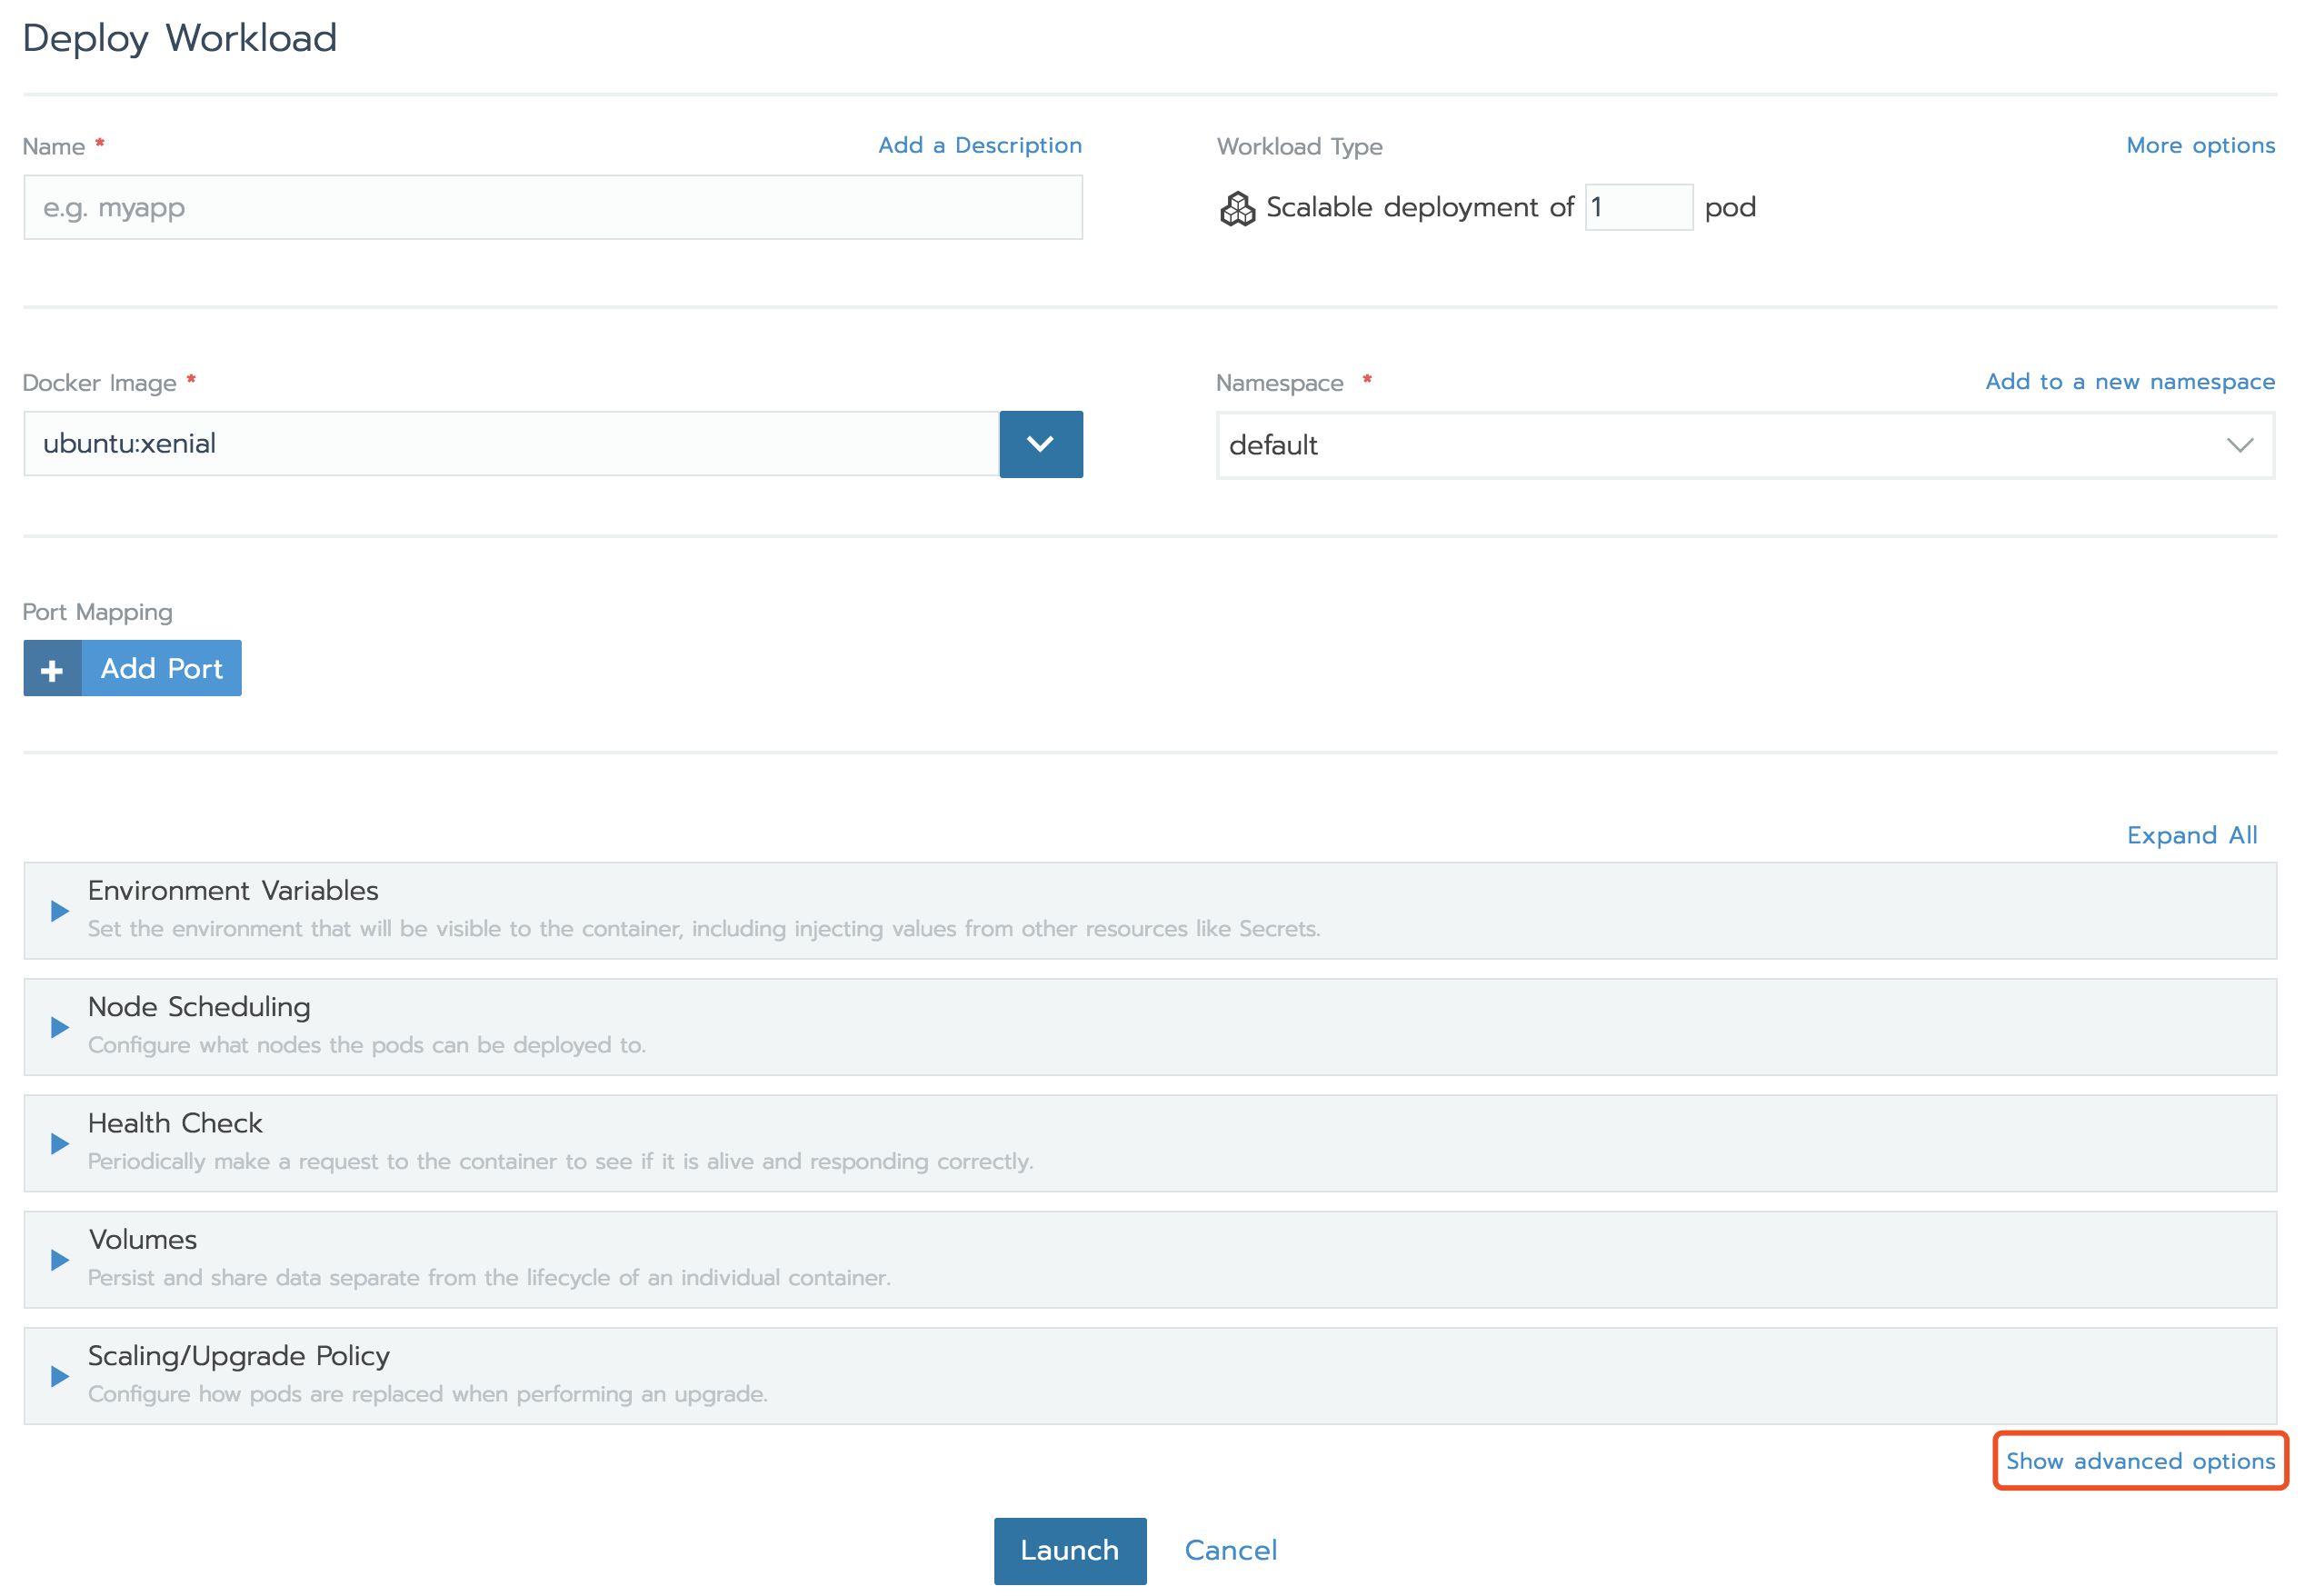 Deploy Workload
Name * Add a Description
e.g. myapp
Workload Type More options
Scalable deployment of 1 pod
Docker Image *
ubuntu:xenial
Namespace * Add to a new namespace
default
Port Mapping
+ Add Port
Expand All
Environment Variables
Set the environment that will be visible to the container, including injecting values from other resources like Secrets.
Node Scheduling
Configure what nodes the pods can be deployed to.
Health Check
Periodically make a request to the container to see if it is alive and responding correctly.
Volumes
Persist and share data separate from the lifecycle of an individual container.
Scaling/Upgrade Policy
Configure how pods are replaced when performing an upgrade.
Show advanced options
Launch Cancel